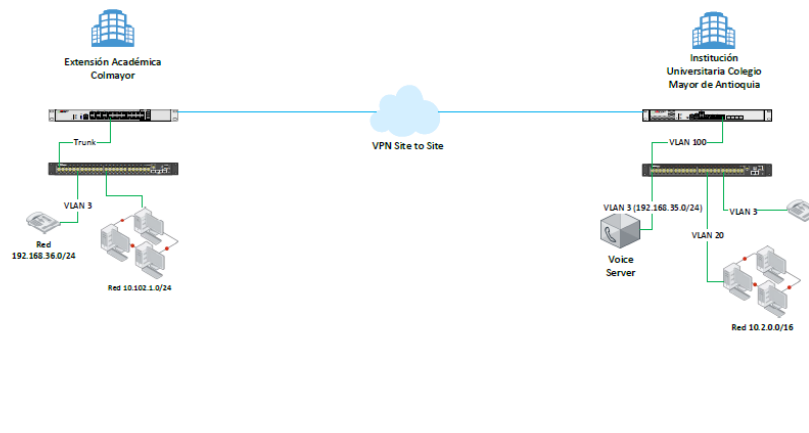 Extensión Académica
Colmayor
Institución
Universitaria Colegio
Mayor de Antioquia
VPN Site to Site
Trunk
VLAN 100
VLAN 3
Red
192.168.36.0/24
Red 10.102.1.0/24
VLAN 3 (192.168.35.0/24)
VLAN 3
VLAN 20
Voice
Server
Red 10.2.0.0/16